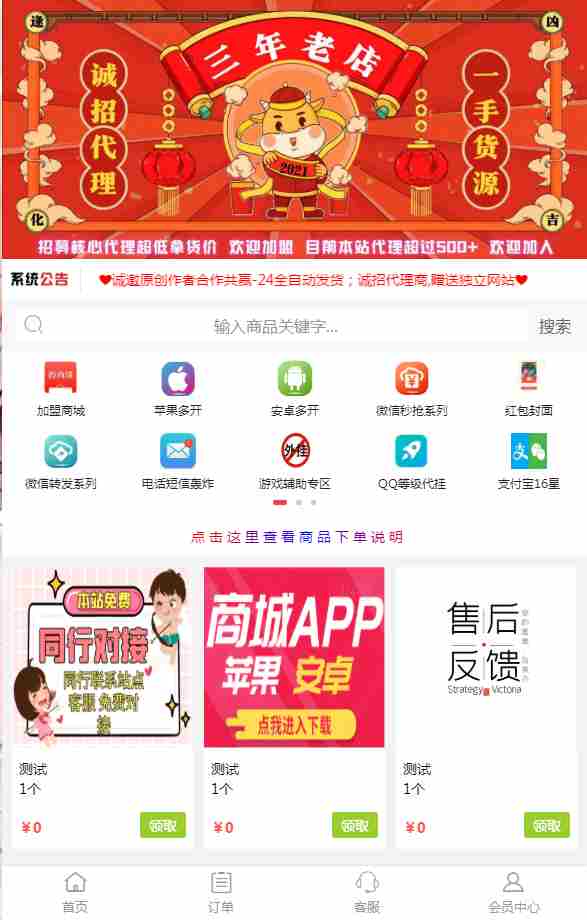 遂
凶
三年老店
诚招代理
一手货源
2021
化
吉
招募核心代理超低拿货价 欢迎加盟 目前本站代理超过500+ 欢迎加入
系统公告
❤诚邀原创作者合作共赢-24全自动发货；诚招代理商,赠送独立网站❤
输入商品关键字...
搜索
加盟商城
苹果多开
安卓多开
微信秒抢系列
红包封面
外挂
微信转发系列
电话短信轰炸
游戏辅助专区
QQ等级代挂
支付宝16星
点击这里查看商品下单说明
本站免费
同行对接
同行联系站点
客服 免费对
接
商城APP
苹果 安卓
点我进入下载
售后
反馈
Strategy Victoria
测试
1个
￥0
领取
测试
1个
￥0
领取
测试
1个
￥0
领取
首页
订单
客服
会员中心